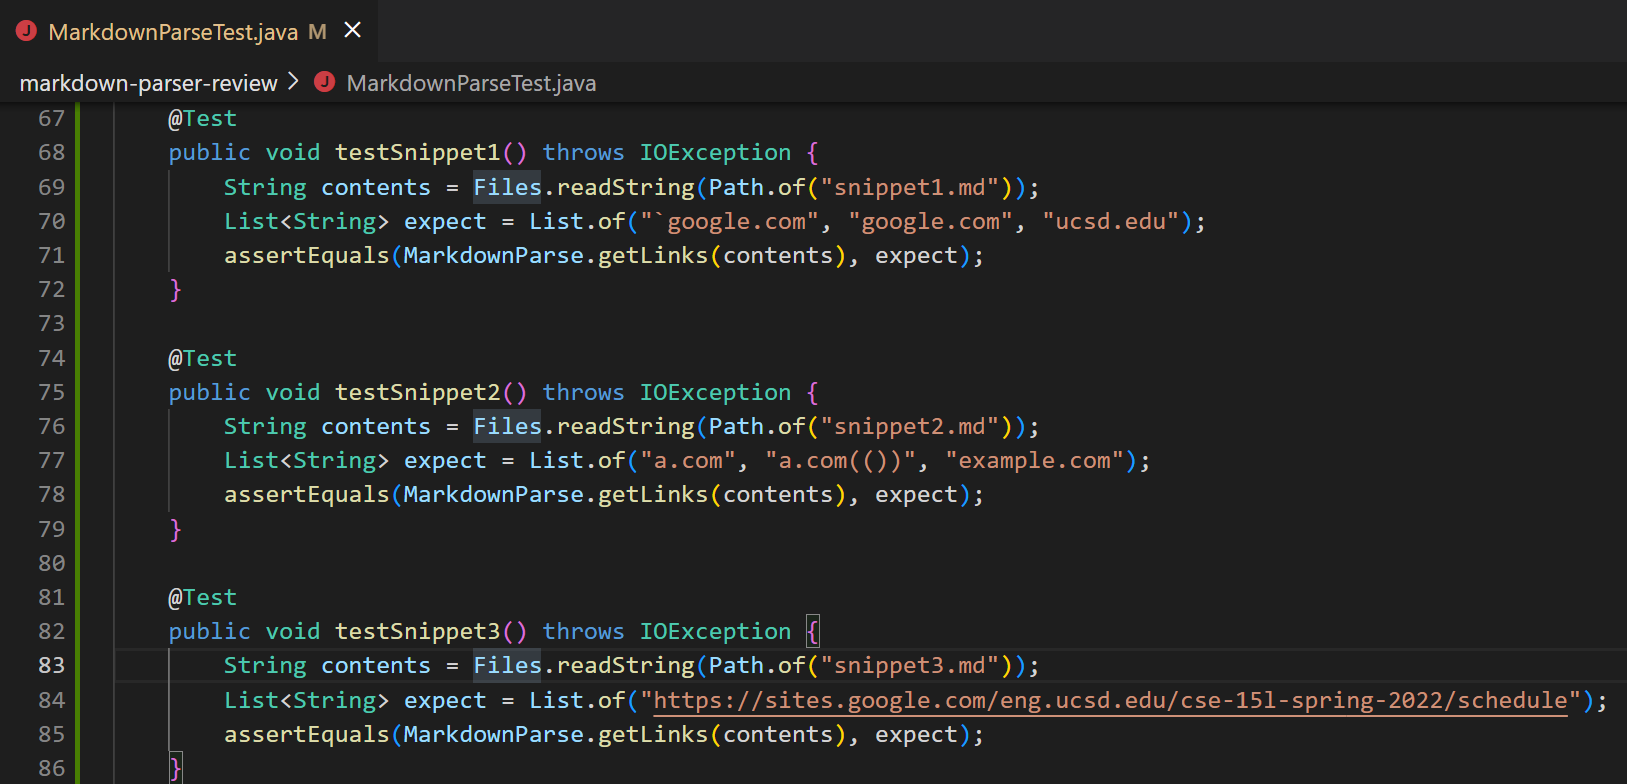 J MarkdownParseTest.java M ×
markdown-parser-review > J MarkdownParseTest.java
67 @Test
68 public void testSnippet1() throws IOException {
69 String contents = Files.readString(Path.of("snippet1.md"));
70 List<String> expect = List.of("`google.com", "google.com", "ucsd.edu");
71 assertEquals(MarkdownParse.getLinks(contents), expect);
72 }
73
74 @Test
75 public void testSnippet2() throws IOException {
76 String contents = Files.readString(Path.of("snippet2.md"));
77 List<String> expect = List.of("a.com", "a.com(())", "example.com");
78 assertEquals(MarkdownParse.getLinks(contents), expect);
79 }
80
81 @Test
82 public void testSnippet3() throws IOException {
83 String contents = Files.readString(Path.of("snippet3.md"));
84 List<String> expect = List.of("https://sites.google.com/eng.ucsd.edu/cse-15l-spring-2022/schedule");
85 assertEquals(MarkdownParse.getLinks(contents), expect);
86 }